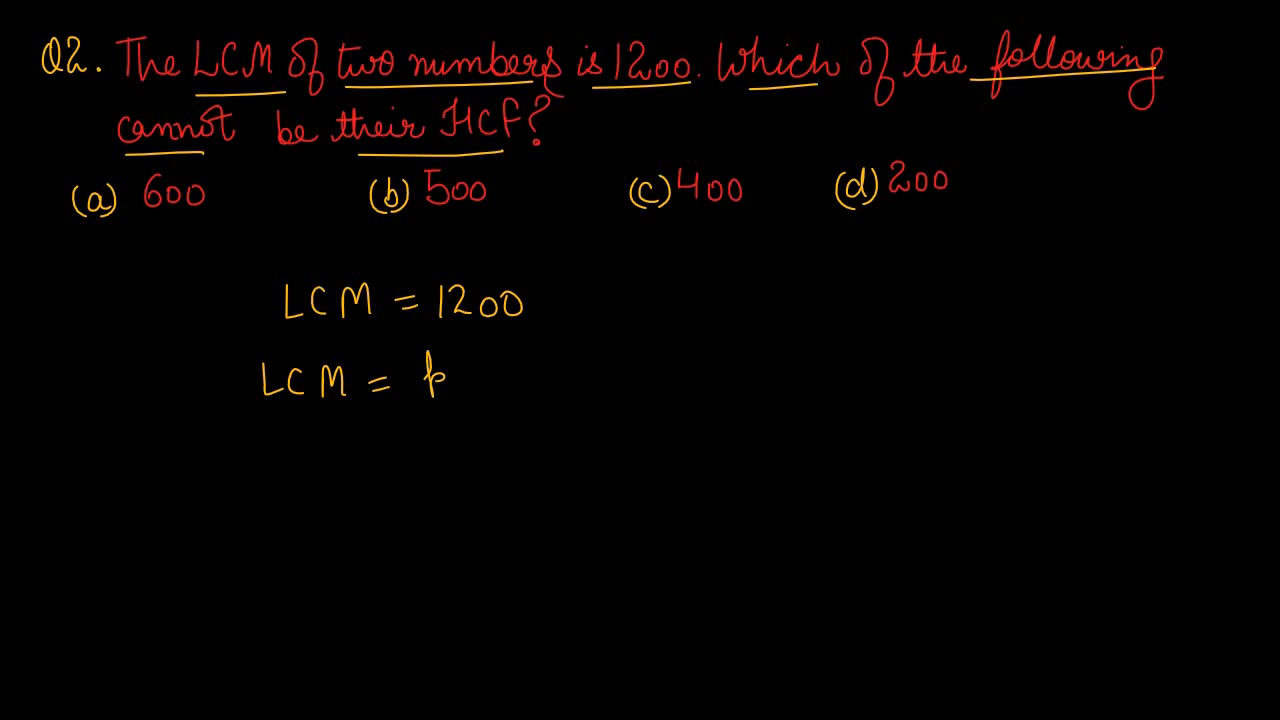 Q2. The LCM of two numbers is 1200. Which of the following
cannot be their HCF?
(a) 600 (b) 500 (c) 400 (d) 200
LCM = 1200
LCM = p